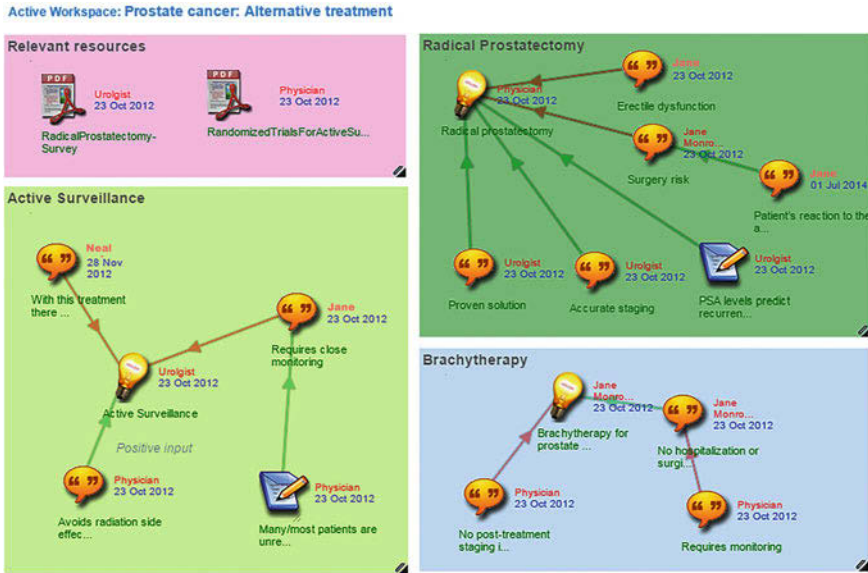 Active Workspace: Prostate cancer: Alternative treatment
Relevant resources
PDF
Urologist
23 Oct 2012
RadicalProstatectomy-
Survey
PDF
Physician
23 Oct 2012
RandomizedTrialsForActiveSu...
Radical Prostatectomy
Physician
23 Oct 2012
Radical prostatectomy
Jane
23 Oct 2012
Erectile dysfunction
Jane
Monro...
23 Oct 2012
Surgery risk
Jane
01 Jul 2014
Patient's reaction to the
a...
Urologist
23 Oct 2012
Proven solution
Urologist
23 Oct 2012
Accurate staging
Urologist
23 Oct 2012
PSA levels predict
recurren...
Active Surveillance
Neal
28 Nov
2012
With this treatment
there ...
Jane
23 Oct 2012
Requires close
monitoring
Urologist
23 Oct 2012
Active Surveillance
Positive input
Physician
23 Oct 2012
Avoids radiation side
effec...
Physician
23 Oct 2012
Many/most patients are
unre...
Brachytherapy
Jane
Monro...
23 Oct 2012
Brachytherapy for
prostate ...
Jane
Monro...
23 Oct 2012
No hospitalization or
surgi...
Physician
23 Oct 2012
No post-treatment
staging i...
Physician
23 Oct 2012
Requires monitoring